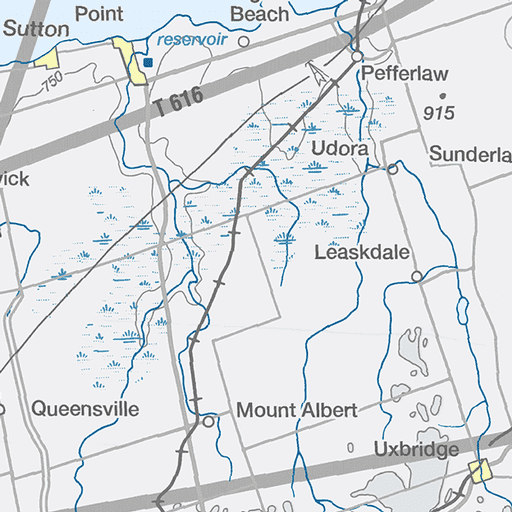 Point
Beach
Sutton
reservoir
750
Pefferlaw
T 616
915
Udora
Sunderla
vick
Leaskdale
Queensville
Mount Albert
Uxbridge